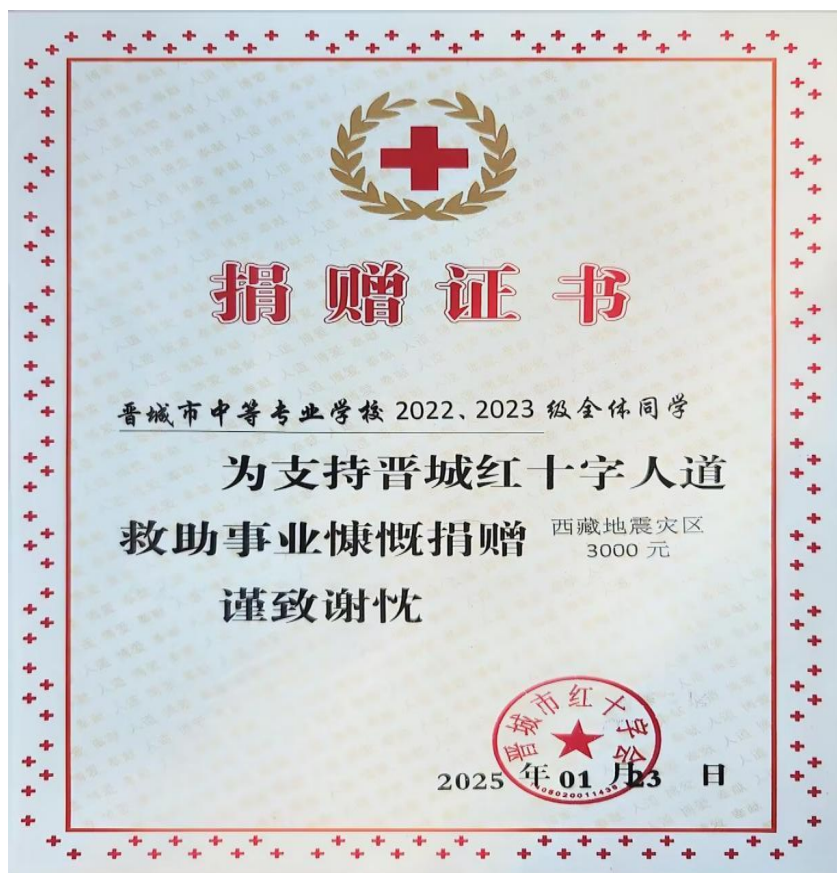 捐赠证书
晋城市中等专业学校 2022、2023 级全体同学
为支持晋城红十字人道
救助事业慷慨捐赠 西藏地震灾区
3000 元
谨致谢忱
晋城市红十字会
2025 年 01 月 23 日